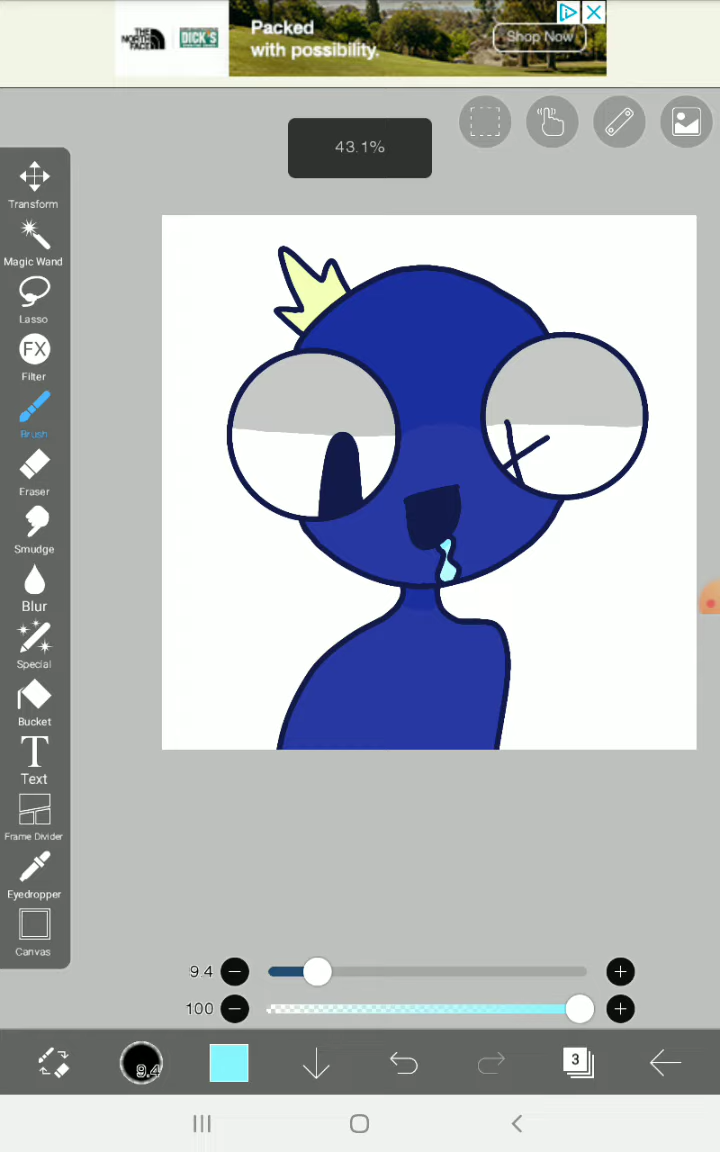 THE
NORTH
FACE
DICK'S
Packed
with possibility.
Shop Now
43.1%
Transform
Magic Wand
Lasso
FX
Filter
Brush
Eraser
Smudge
Blur
Special
Bucket
T
Text
Frame Divider
Eyedropper
Canvas
9.4
100
9.4
3